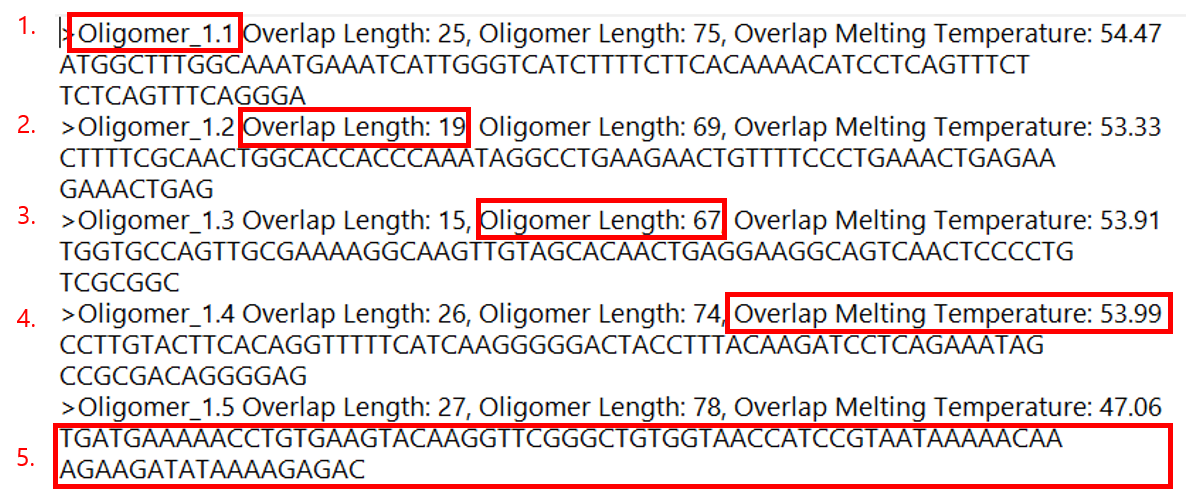 1. >Oligomer_1.1 Overlap Length: 25, Oligomer Length: 75, Overlap Melting Temperature: 54.47
ATGGCTTTGGCAAATGAAATCATTGGGTCATCTTTTCTTCACAAAACATCCTCAGTTTCT
TCTCAGTTTCAGGGA
2. >Oligomer_1.2 Overlap Length: 19, Oligomer Length: 69, Overlap Melting Temperature: 53.33
CTTTTCGCAACTGGCACCACCCAAATAGGCCTGAAGAACTGTTTTCCCTGAAACTGAGAA
GAAACTGAG
3. >Oligomer_1.3 Overlap Length: 15, Oligomer Length: 67, Overlap Melting Temperature: 53.91
TGGTGCCAGTTGCGAAAAGGCAAGTTGTAGCACAACTGAGGAAGGCAGTCAACTCCCCTG
TCGCGGC
4. >Oligomer_1.4 Overlap Length: 26, Oligomer Length: 74, Overlap Melting Temperature: 53.99
CCTTGTACTTCACAGGTTTTTCATCAAGGGGGACTACCTTTACAAGATCCTCAGAAATAG
CCGCGACAGGGGAG
>Oligomer_1.5 Overlap Length: 27, Oligomer Length: 78, Overlap Melting Temperature: 47.06
TGATGAAAAACCTGTGAAGTACAAGGTTCGGGCTGTGGTAACCATCCGTAATAAAAACAA
5. AGAAGATATAAAAGAGAC